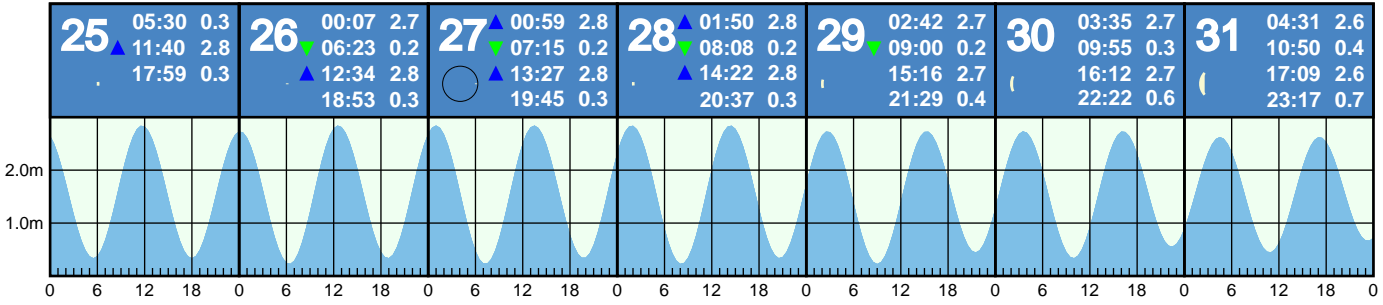 25
05:30 0.3
▲ 11:40 2.8
17:59 0.3
26
00:07 2.7
▼ 06:23 0.2
▲ 12:34 2.8
18:53 0.3
27
▲ 00:59 2.8
▼ 07:15 0.2
▲ 13:27 2.8
19:45 0.3
28
▲ 01:50 2.8
▼ 08:08 0.2
▲ 14:22 2.8
20:37 0.3
29
02:42 2.7
▼ 09:00 0.2
15:16 2.7
21:29 0.4
30
03:35 2.7
09:55 0.3
16:12 2.7
22:22 0.6
31
04:31 2.6
10:50 0.4
17:09 2.6
23:17 0.7
2.0m
1.0m
0 6 12 18 0 6 12 18 0 6 12 18 0 6 12 18 0 6 12 18 0 6 12 18 0 6 12 18 0